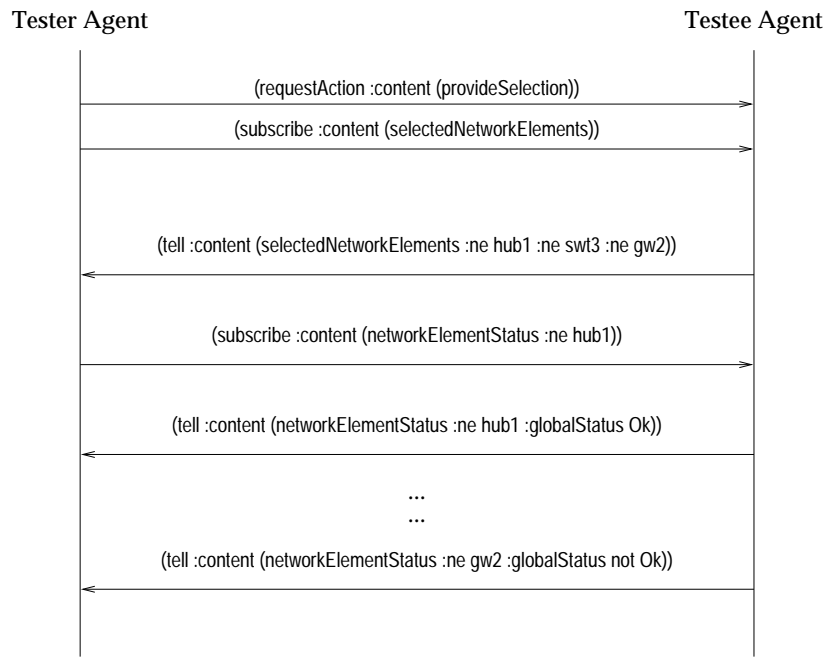 Tester Agent
Testee Agent
(requestAction :content (provideSelection))
(subscribe :content (selectedNetworkElements))
(tell :content (selectedNetworkElements :ne hub1 :ne swt3 :ne gw2))
(subscribe :content (networkElementStatus :ne hub1))
(tell :content (networkElementStatus :ne hub1 :globalStatus Ok))
...
...
(tell :content (networkElementStatus :ne gw2 :globalStatus not Ok))